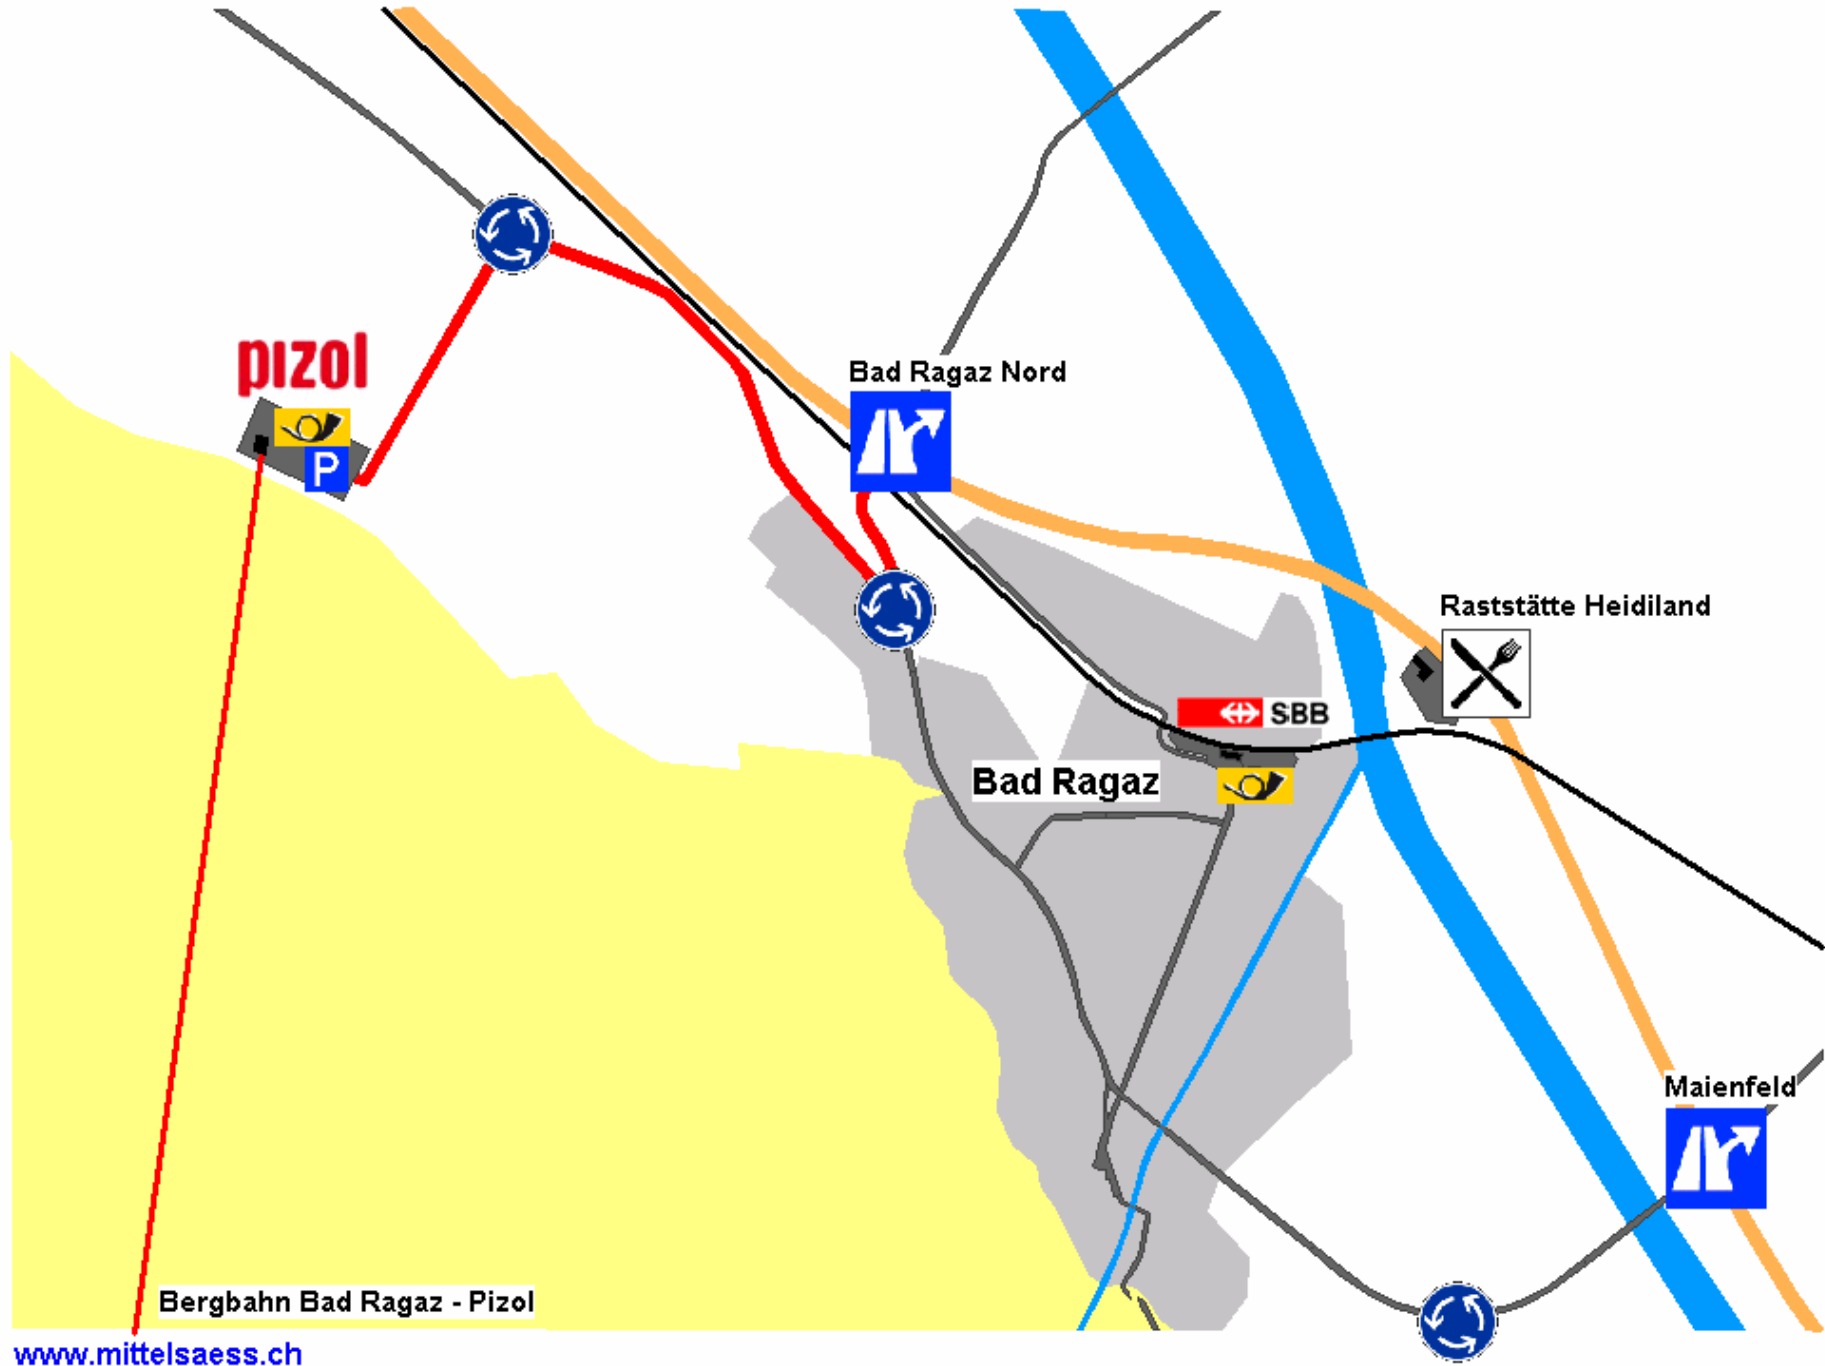 pizol
P
Bad Ragaz Nord
Raststätte Heidiland
SBB
Bad Ragaz
Maienfeld
Bergbahn Bad Ragaz - Pizol
www.mittelsaess.ch